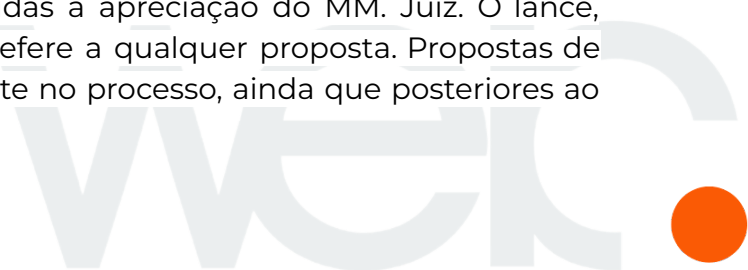 das à apreciação do MM. Juiz. O lance,
efere a qualquer proposta. Propostas de
te no processo, ainda que posteriores ao